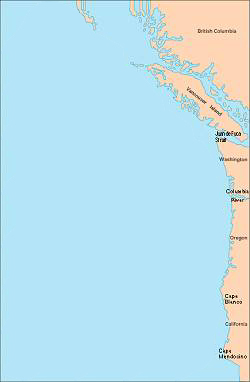 British Columbia
Vancouver Island
Juan de Fuca
Strait
Washington
Columbia
River
Oregon
Cape
Blanco
California
Cape
Mendocino